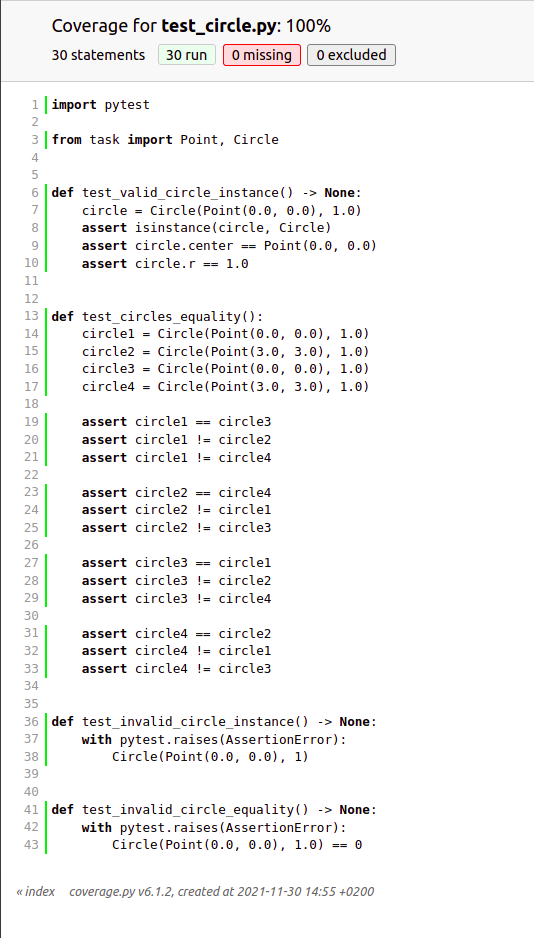 Coverage for test_circle.py: 100%
30 statements 30 run 0 missing 0 excluded
1 import pytest
2
3 from task import Point, Circle
4
5
6 def test_valid_circle_instance() -> None:
7     circle = Circle(Point(0.0, 0.0), 1.0)
8     assert isinstance(circle, Circle)
9     assert circle.center == Point(0.0, 0.0)
10     assert circle.r == 1.0
11
12
13 def test_circles_equality():
14     circle1 = Circle(Point(0.0, 0.0), 1.0)
15     circle2 = Circle(Point(3.0, 3.0), 1.0)
16     circle3 = Circle(Point(0.0, 0.0), 1.0)
17     circle4 = Circle(Point(3.0, 3.0), 1.0)
18
19     assert circle1 == circle3
20     assert circle1 != circle2
21     assert circle1 != circle4
22
23     assert circle2 == circle4
24     assert circle2 != circle1
25     assert circle2 != circle3
26
27     assert circle3 == circle1
28     assert circle3 != circle2
29     assert circle3 != circle4
30
31     assert circle4 == circle2
32     assert circle4 != circle1
33     assert circle4 != circle3
34
35
36 def test_invalid_circle_instance() -> None:
37     with pytest.raises(AssertionError):
38         Circle(Point(0.0, 0.0), 1)
39
40
41 def test_invalid_circle_equality() -> None:
42     with pytest.raises(AssertionError):
43         Circle(Point(0.0, 0.0), 1.0) == 0
« index coverage.py v6.1.2, created at 2021-11-30 14:55 +0200